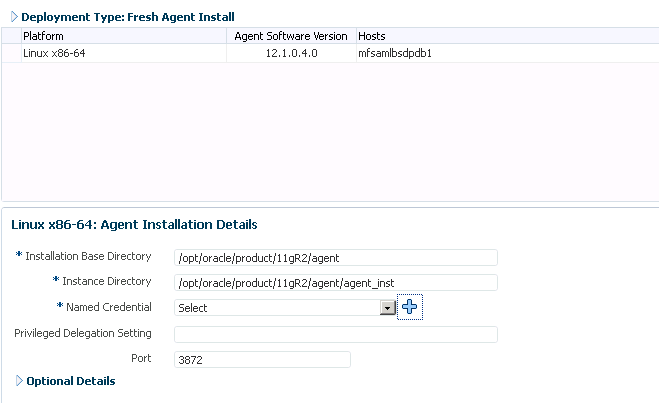 Deployment Type: Fresh Agent Install
Platform Agent Software Version Hosts
Linux x86-64 12.1.0.4.0 mfsamlbsdpdb1
Linux x86-64: Agent Installation Details
* Installation Base Directory /opt/oracle/product/11gR2/agent
* Instance Directory /opt/oracle/product/11gR2/agent/agent_inst
* Named Credential Select
Privileged Delegation Setting
Port 3872
Optional Details